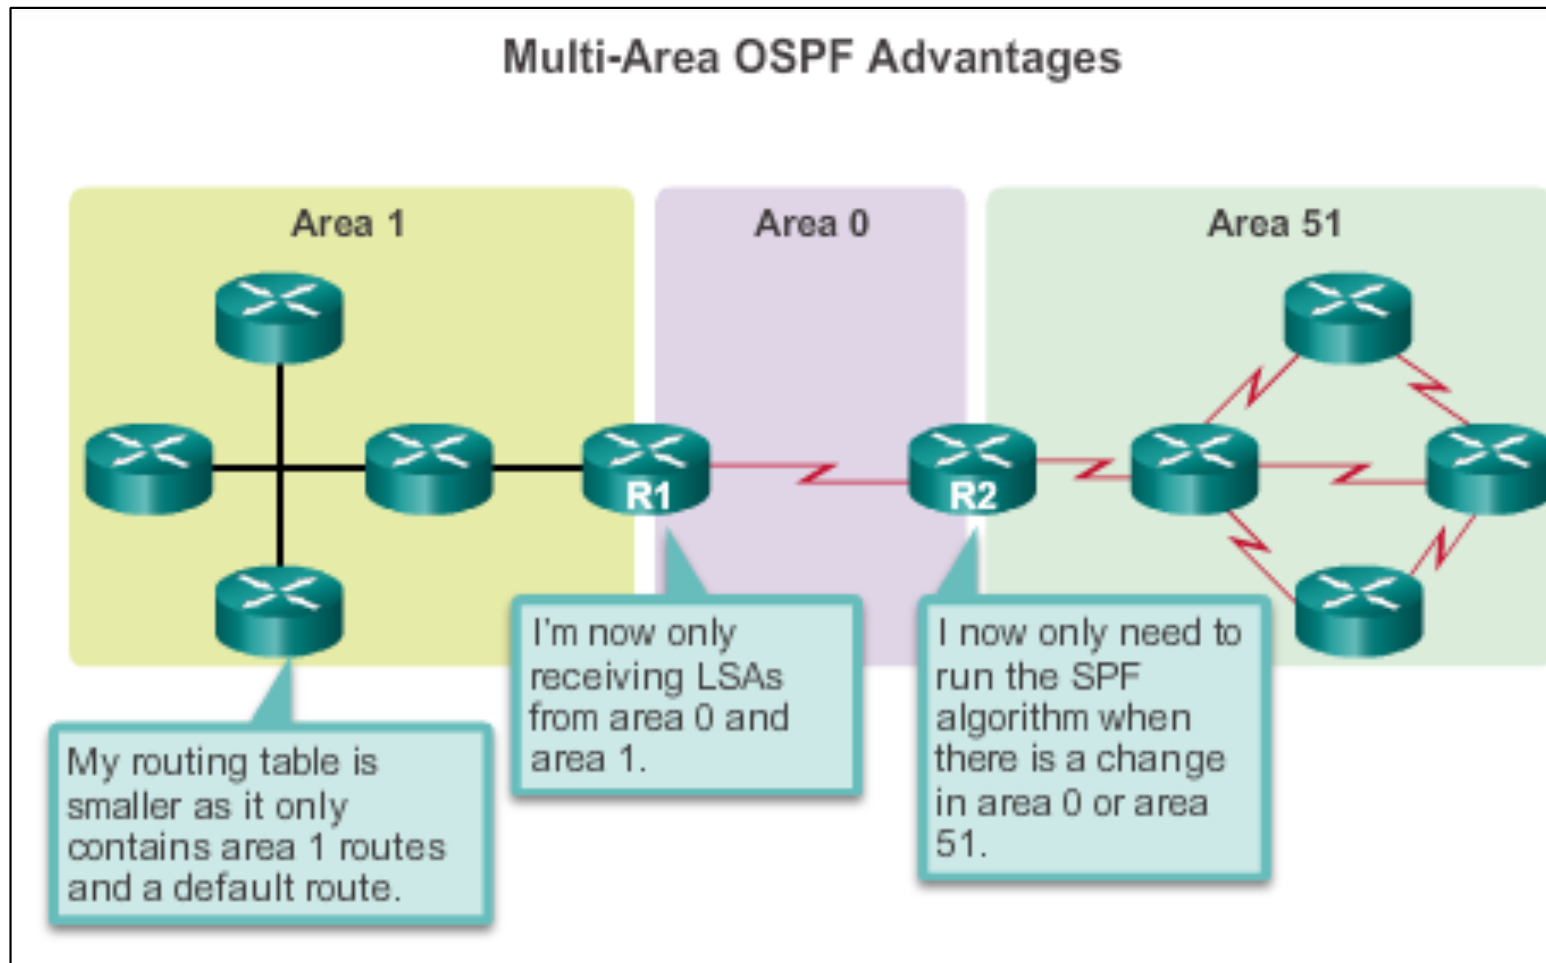 Multi-Area OSPF Advantages
Area 1
Area 0
Area 51
R1
R2
My routing table is
smaller as it only
contains area 1 routes
and a default route.
I'm now only
receiving LSAs
from area 0 and
area 1.
I now only need to
run the SPF
algorithm when
there is a change
in area 0 or area
51.